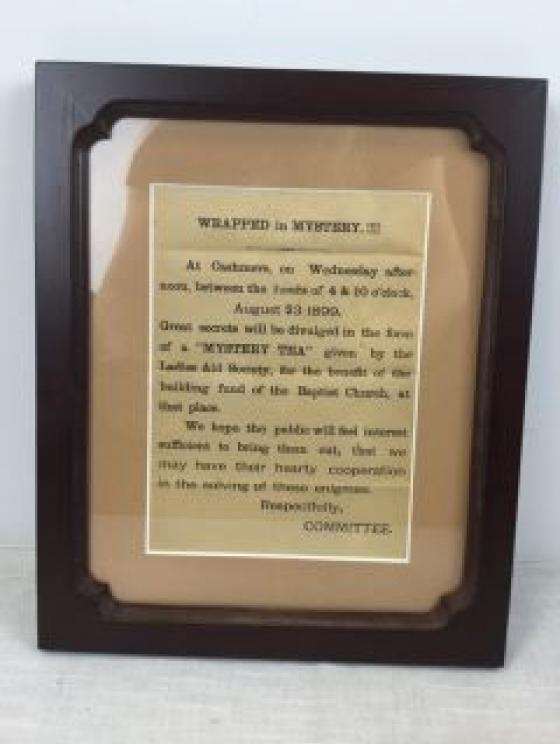 WRAPPED in MYSTERY.
At Cashmere, on Wednesday after-
noon, between the hours of 4 & 10 o'clock,
August 23 1899.
Great secrets will be divulged in the form
of a "MYSTERY TEA" given by the
Ladies Aid Society, for the benefit of the
building fund of the Baptist Church, at
that place.
We hope the public will feel interest
sufficient to bring them out, that we
may have their hearty cooperation
in the solving of these enigmas.
Respectfully,
COMMITTEE.